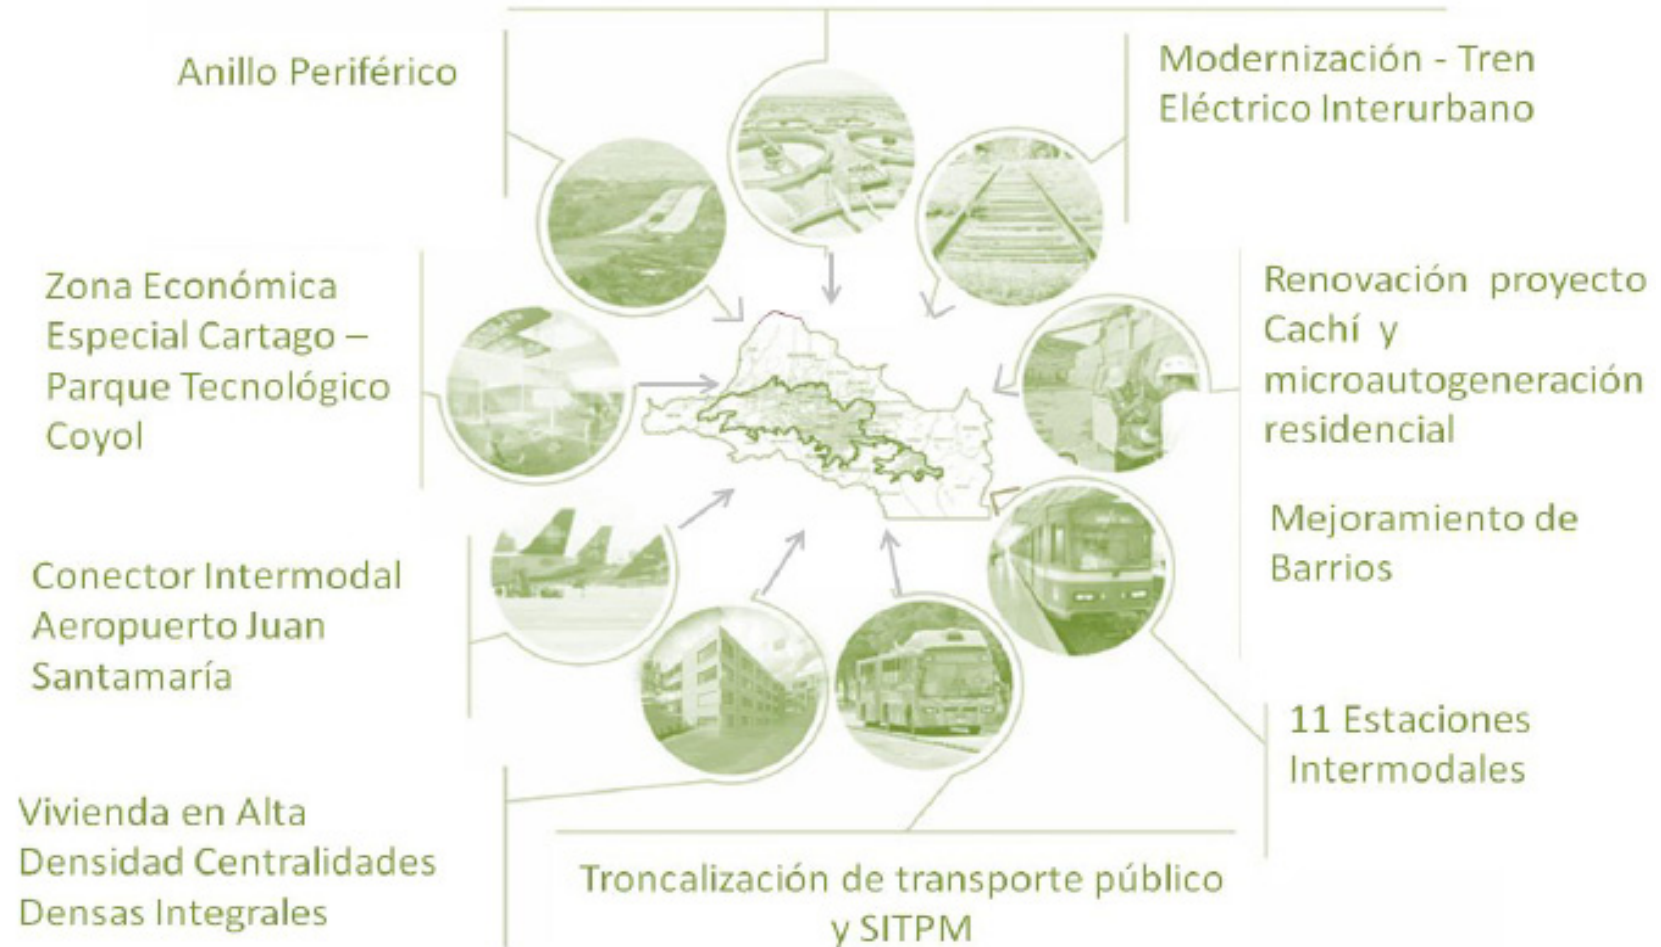 Anillo Periférico
Modernización - Tren
Eléctrico Interurbano
Zona Económica
Especial Cartago –
Parque Tecnológico
Coyol
Renovación proyecto
Cachí y
microautogeneración
residencial
Mejoramiento de
Barrios
Conector Intermodal
Aeropuerto Juan
Santamaría
11 Estaciones
Intermodales
Vivienda en Alta
Densidad Centralidades
Densas Integrales
Troncalización de transporte público
y SITPM